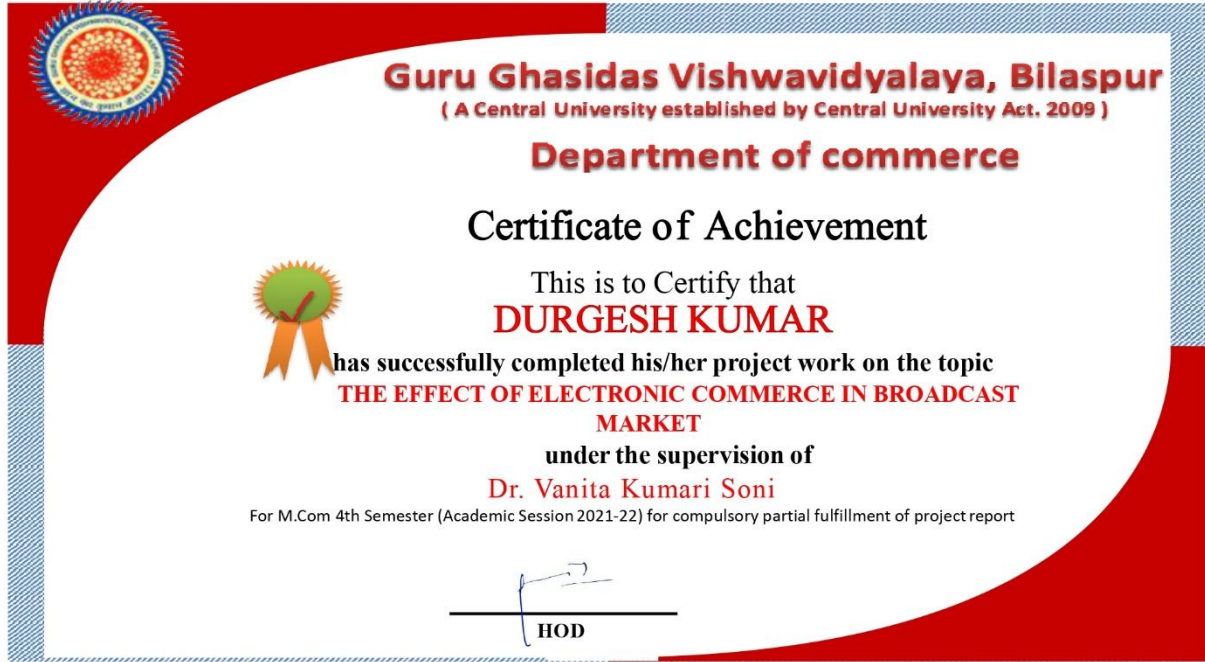 Guru Ghasidas Vishwavidyalaya, Bilaspur
( A Central University established by Central University Act. 2009 )
Department of commerce
Certificate of Achievement
This is to Certify that
DURGESH KUMAR
has successfully completed his/her project work on the topic
THE EFFECT OF ELECTRONIC COMMERCE IN BROADCAST
MARKET
under the supervision of
Dr. Vanita Kumari Soni
For M.Com 4th Semester (Academic Session 2021-22) for compulsory partial fulfillment of project report
HOD